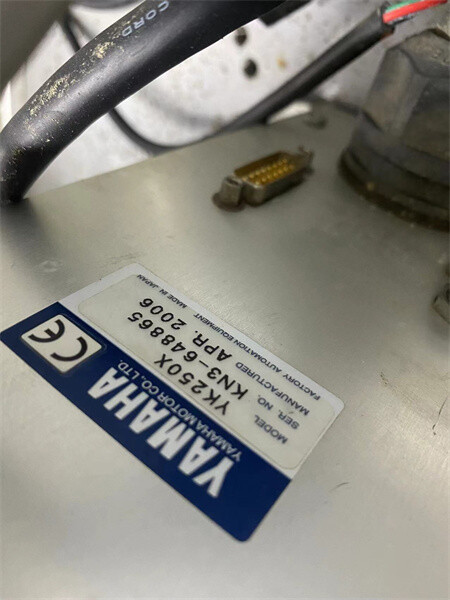 CORD
YAMAHA
YAMAHA MOTOR CO., LTD.
CE
MODEL YK250X
SER. NO. KN3-648865
MANUFACTURED APR. 2006
FACTORY AUTOMATION EQUIPMENT MADE IN JAPAN